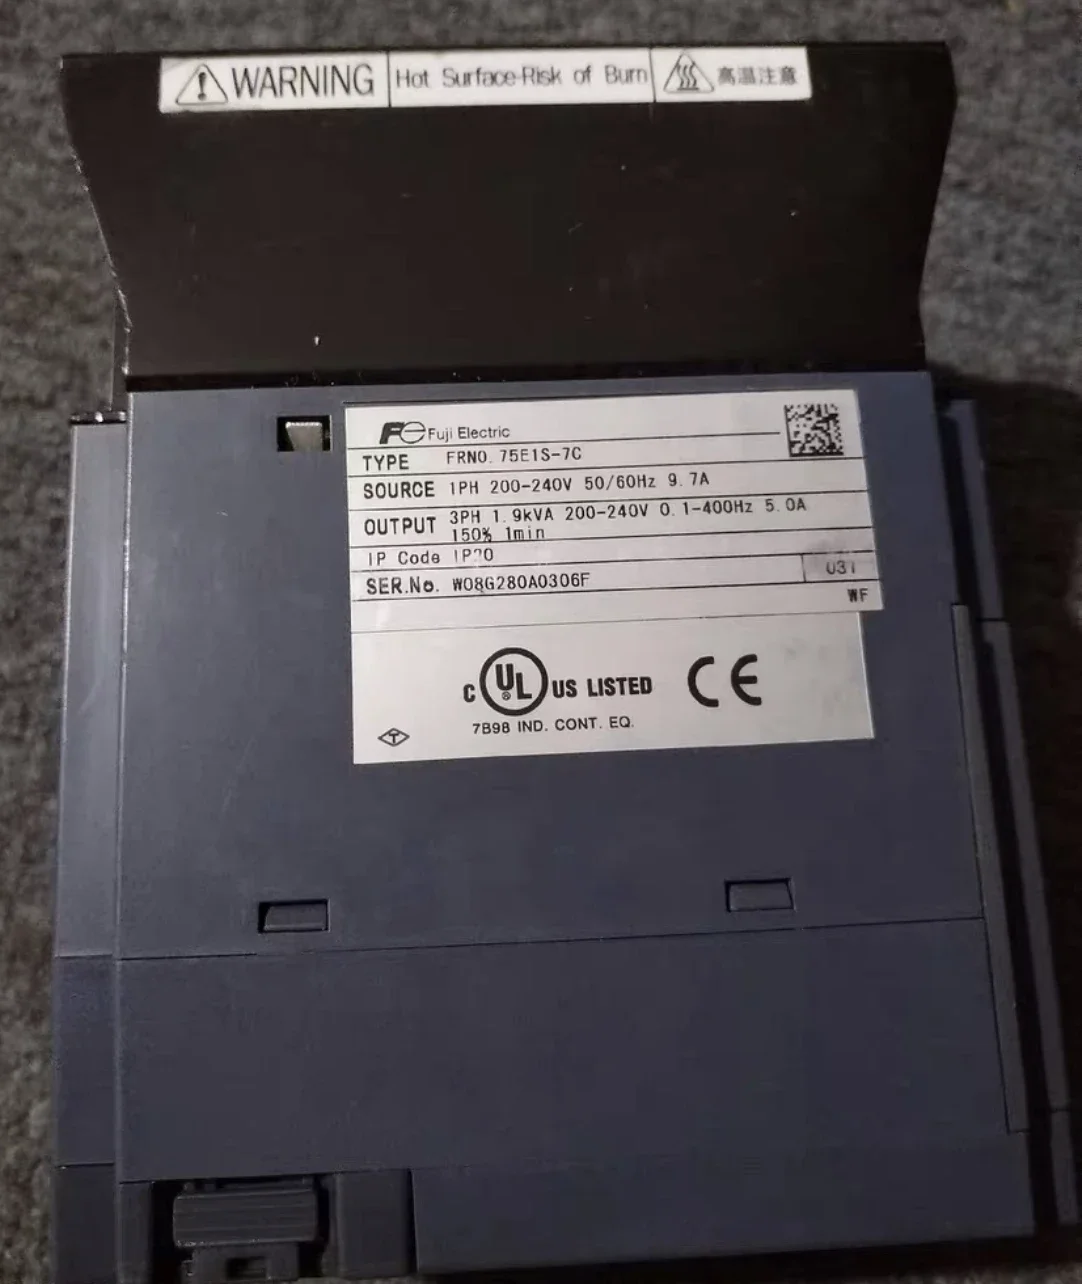 WARNING Hot Surface-Risk of Burn 高温注意
Fuji Electric
TYPE FRN0.75E1S-7C
SOURCE 1PH 200-240V 50/60Hz 9.7A
OUTPUT 3PH 1.9kVA 200-240V 0.1-400Hz 5.0A
150% 1min
IP Code IP20
SER.No. W08G280A0306F
WF
C UL US LISTED CE
7B98 IND. CONT. EQ.
T